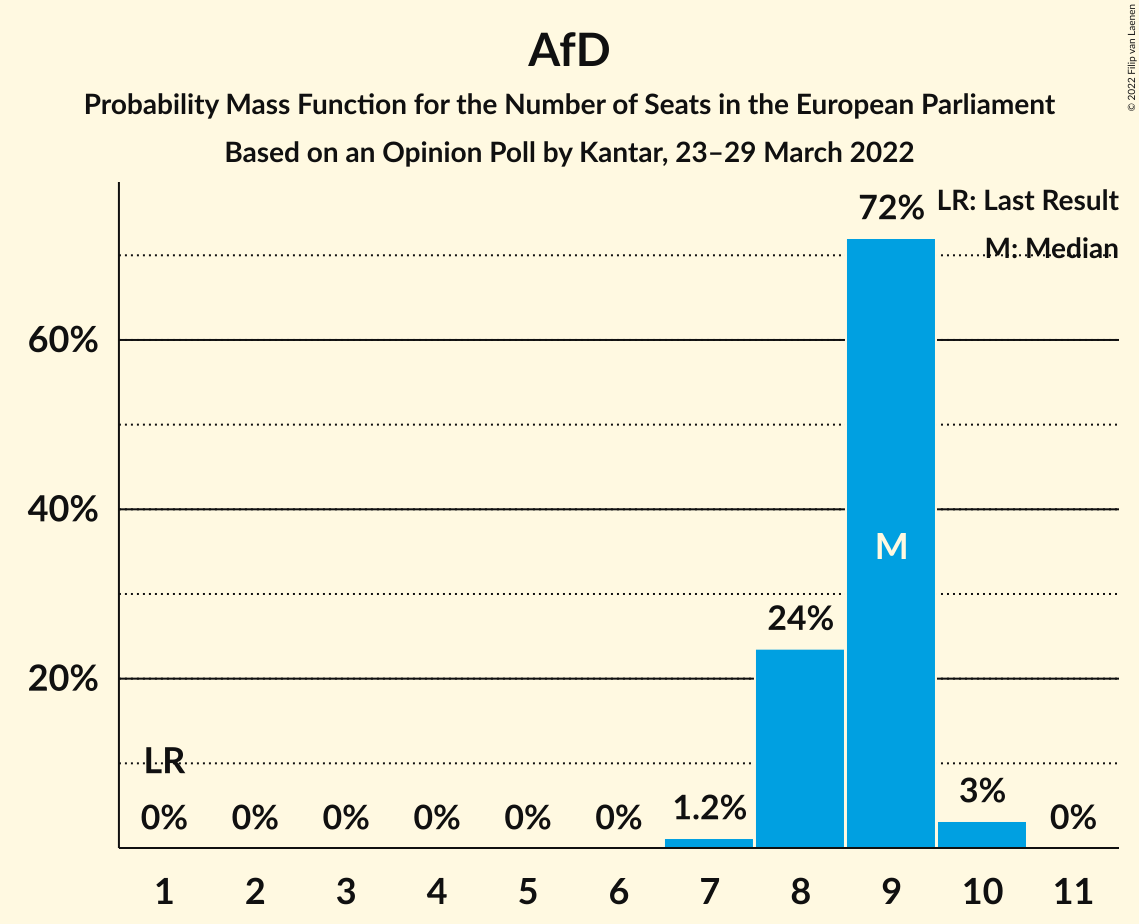 AfD
Probability Mass Function for the Number of Seats in the European Parliament
Based on an Opinion Poll by Kantar, 23–29 March 2022
© 2022 Filip van Laenen
LR: Last Result
M: Median
72%
60%
40%
M
24%
20%
LR
0% 0% 0% 0% 0% 0% 1.2% 3% 0%
1 2 3 4 5 6 7 8 9 10 11